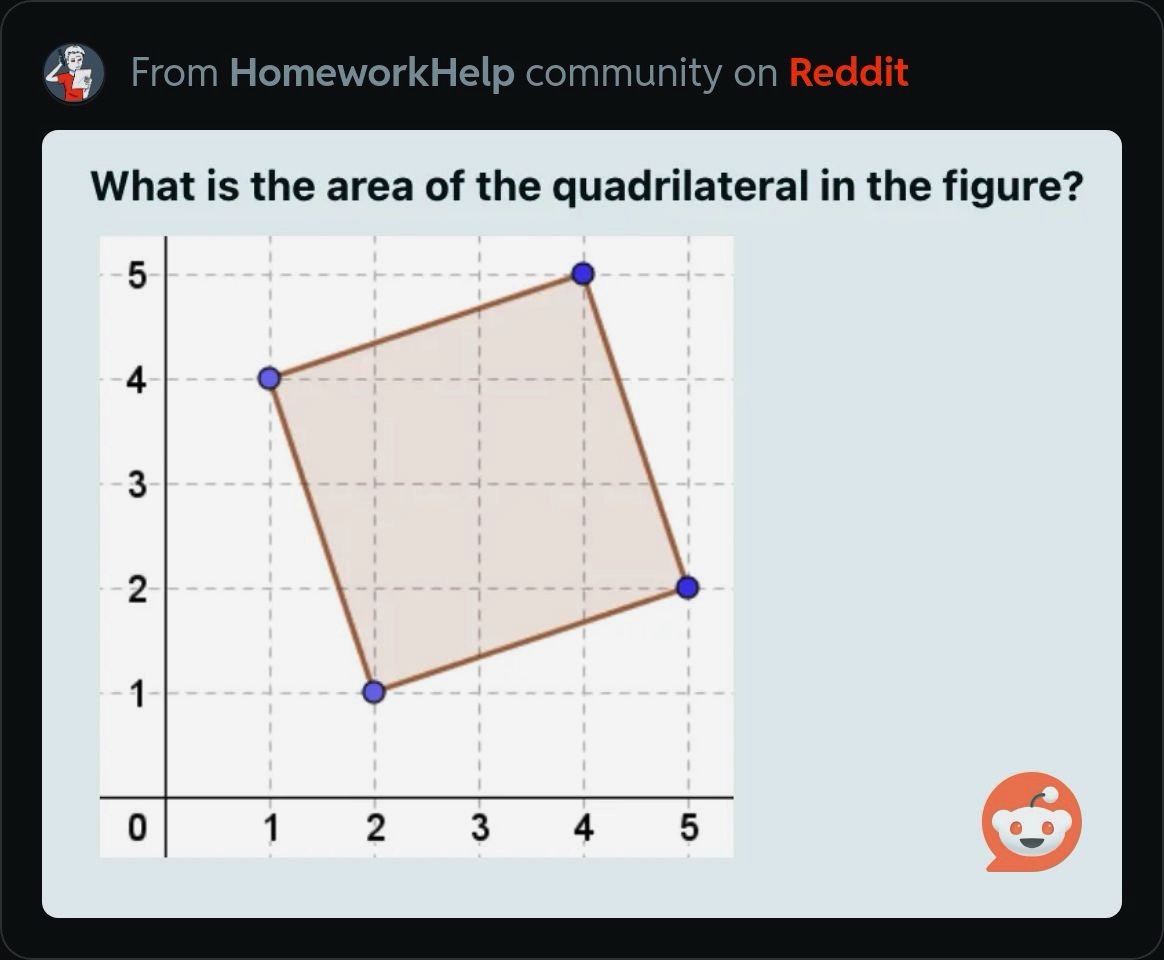 From HomeworkHelp community on Reddit
What is the area of the quadrilateral in the figure?
5
4
3
2
1
0 1 2 3 4 5